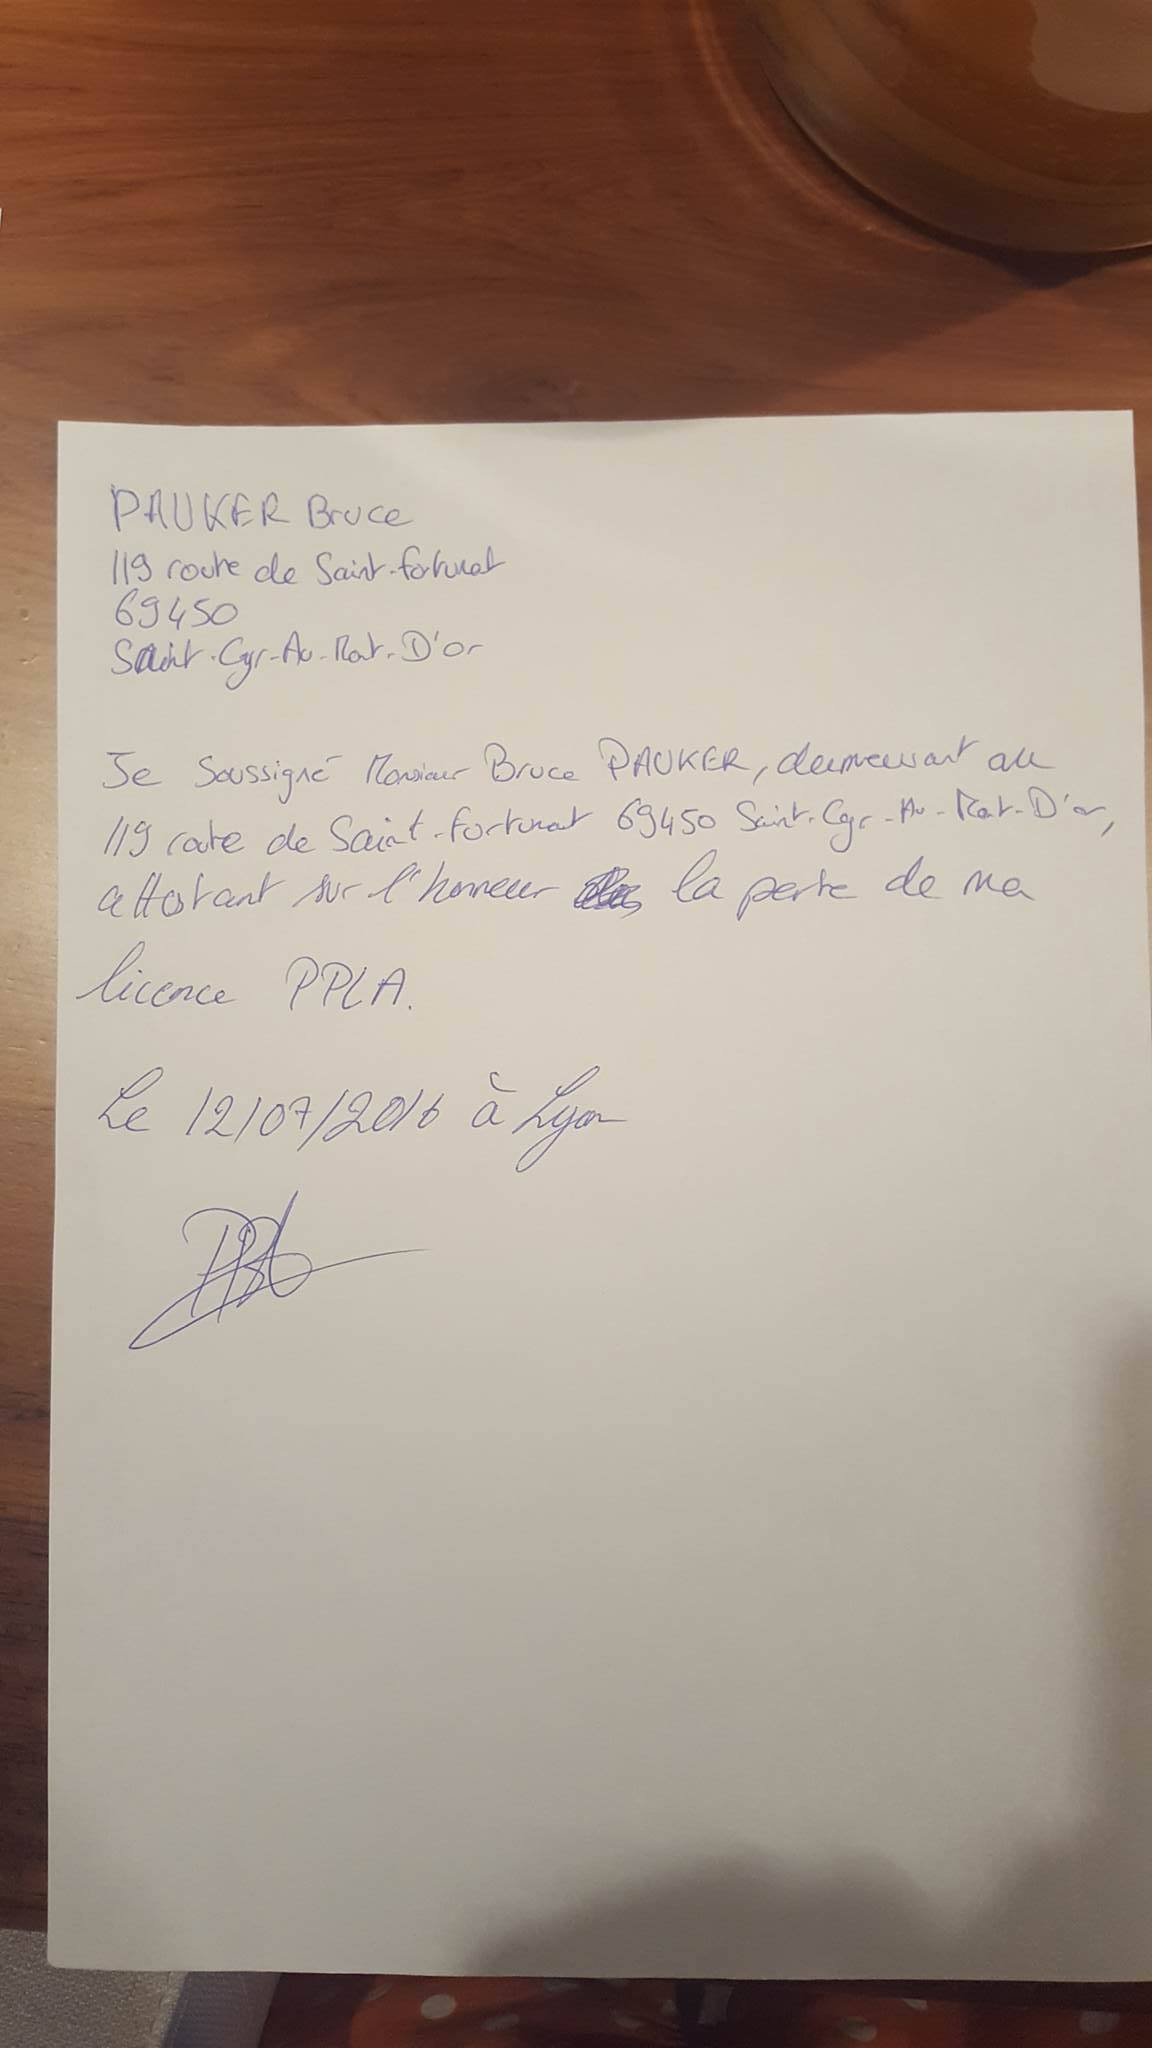 PAUKER Bruce
119 route de Saint-Fortunat
69450
Saint-Cyr-Au-Mont-D'or
Je soussigné Monsieur Bruce PAUKER, demeurant au
119 route de Saint-Fortunat 69450 Saint-Cyr-Au-Mont-D'or,
attestant sur l'honneur la perte de ma
licence PPLA.
Le 12/07/2016 à Lyon